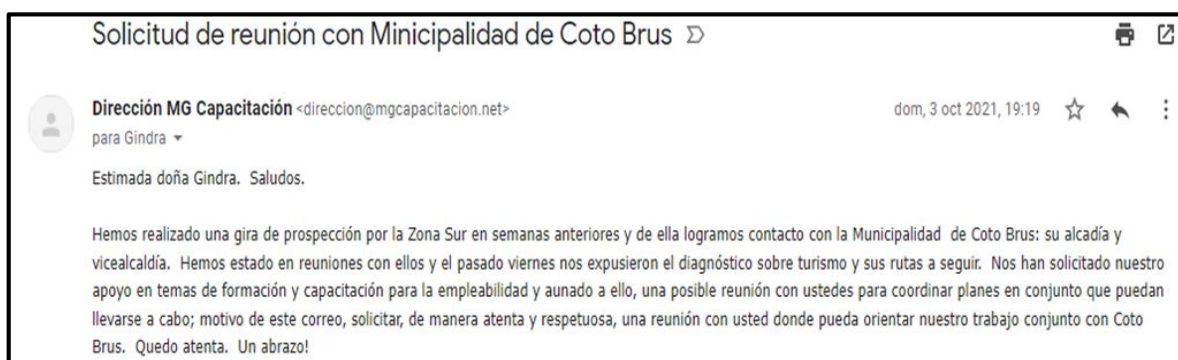 Solicitud de reunión con Minicipalidad de Coto Brus
Dirección MG Capacitación <direccion@mgcapacitacion.net>
dom, 3 oct 2021, 19:19
para Gindra
Estimada doña Gindra. Saludos.
Hemos realizado una gira de prospección por la Zona Sur en semanas anteriores y de ella logramos contacto con la Municipalidad de Coto Brus: su alcadía y
vicealcaldía. Hemos estado en reuniones con ellos y el pasado viernes nos expusieron el diagnóstico sobre turismo y sus rutas a seguir. Nos han solicitado nuestro
apoyo en temas de formación y capacitación para la empleabilidad y aunado a ello, una posible reunión con ustedes para coordinar planes en conjunto que puedan
llevarse a cabo; motivo de este correo, solicitar, de manera atenta y respetuosa, una reunión con usted donde pueda orientar nuestro trabajo conjunto con Coto
Brus. Quedo atenta. Un abrazo!